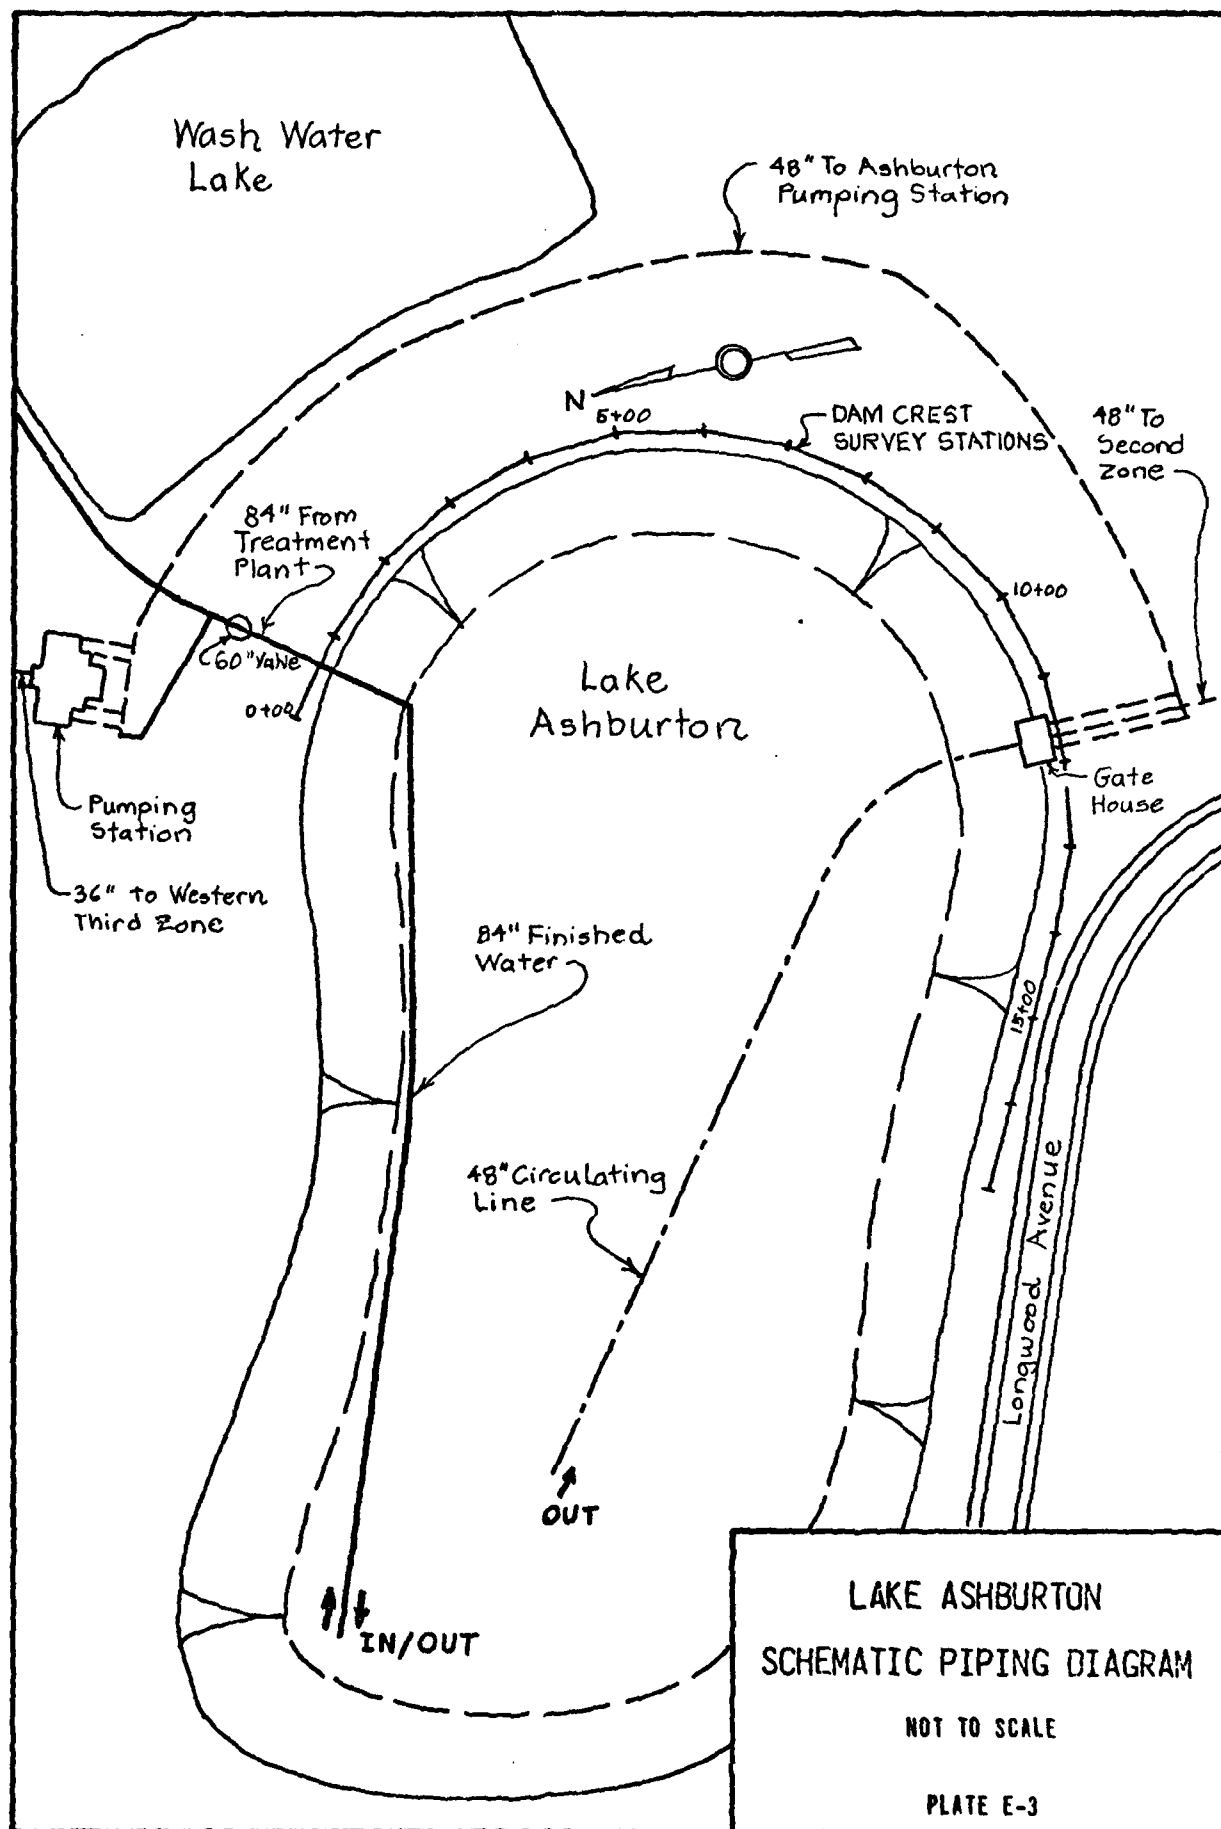 Wash Water
Lake
48" To Ashburton
Pumping Station
N
5+00
DAM CREST
SURVEY STATIONS
48" To
Second
Zone
84" From
Treatment
Plant
10+00
60" Valve
0+00
Lake
Ashburton
Gate
House
Pumping
Station
36" to Western
Third Zone
84" Finished
Water
15+00
48" Circulating
Line
Longwood Avenue
OUT
IN/OUT
LAKE ASHBURTON
SCHEMATIC PIPING DIAGRAM
NOT TO SCALE
PLATE E-3